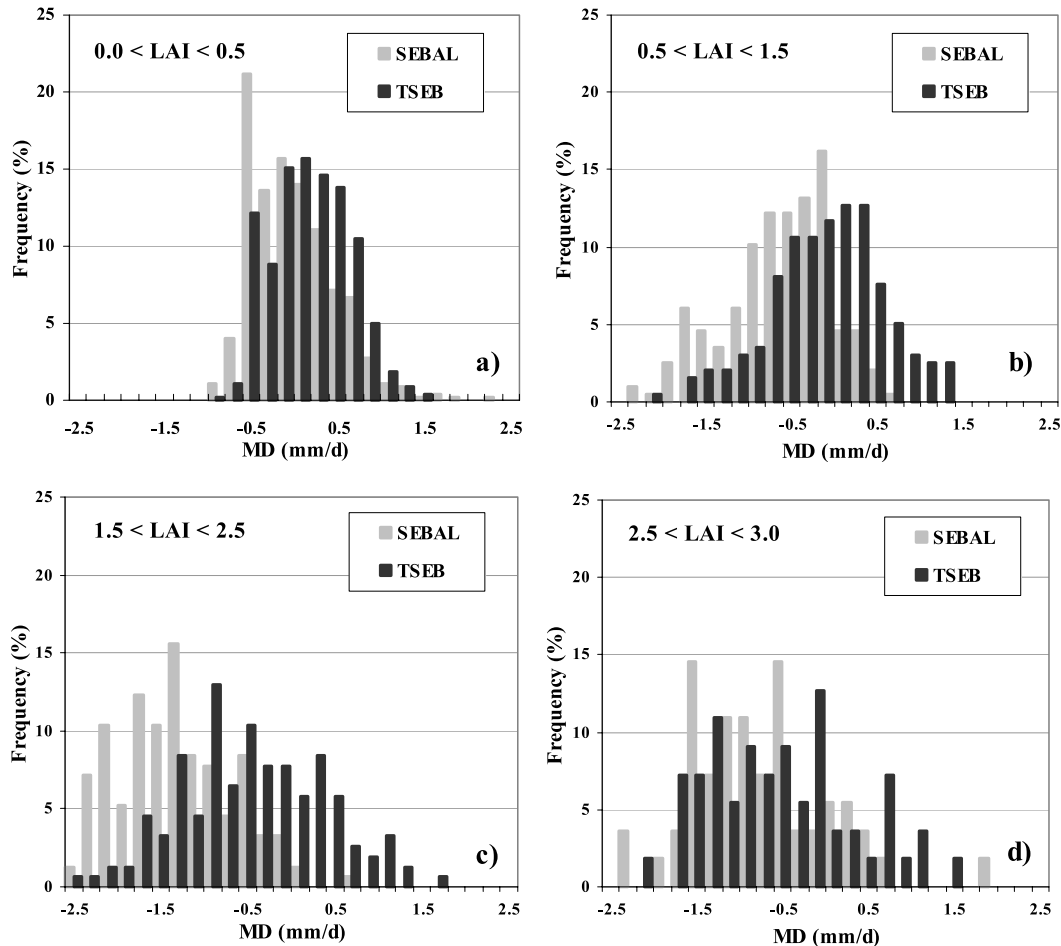 0.0 < LAI < 0.5
SEBAL
TSEB
Frequency (%)
25
20
15
10
5
0
a)
-2.5 -1.5 -0.5 0.5 1.5 2.5
MD (mm/d)
0.5 < LAI < 1.5
SEBAL
TSEB
Frequency (%)
25
20
15
10
5
0
b)
-2.5 -1.5 -0.5 0.5 1.5 2.5
MD (mm/d)
1.5 < LAI < 2.5
SEBAL
TSEB
Frequency (%)
25
20
15
10
5
0
c)
-2.5 -1.5 -0.5 0.5 1.5 2.5
MD (mm/d)
2.5 < LAI < 3.0
SEBAL
TSEB
Frequency (%)
25
20
15
10
5
0
d)
-2.5 -1.5 -0.5 0.5 1.5 2.5
MD (mm/d)